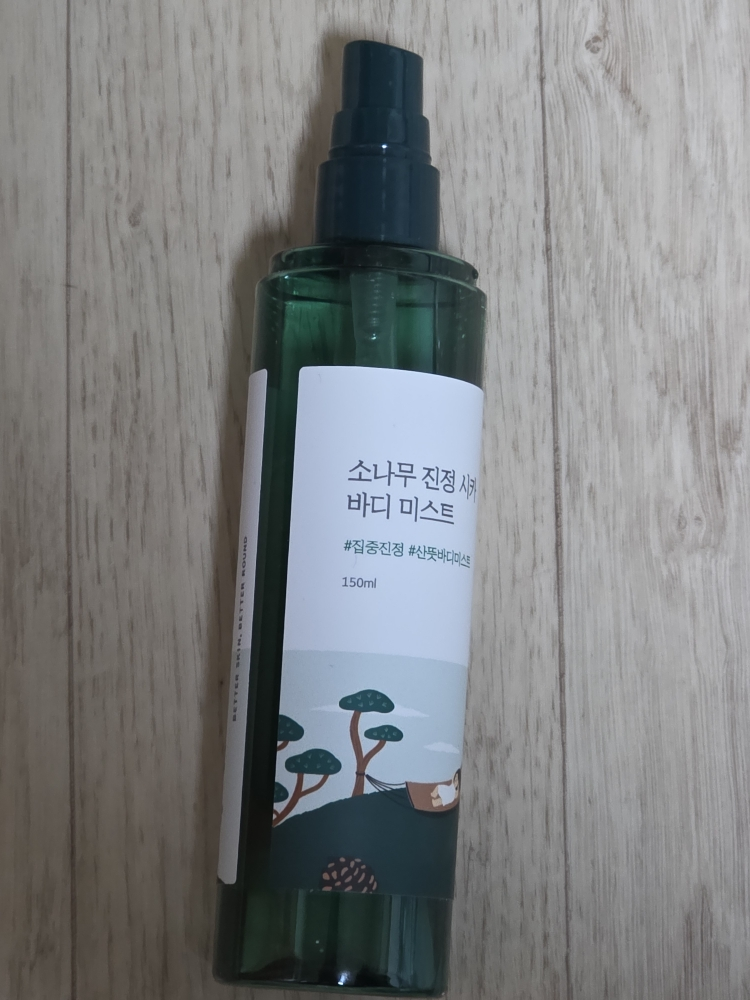 소나무 진정 시카
바디 미스트
#집중진정 #산뜻바디미스트
150ml
BETTER SKIN, BETTER ROUND